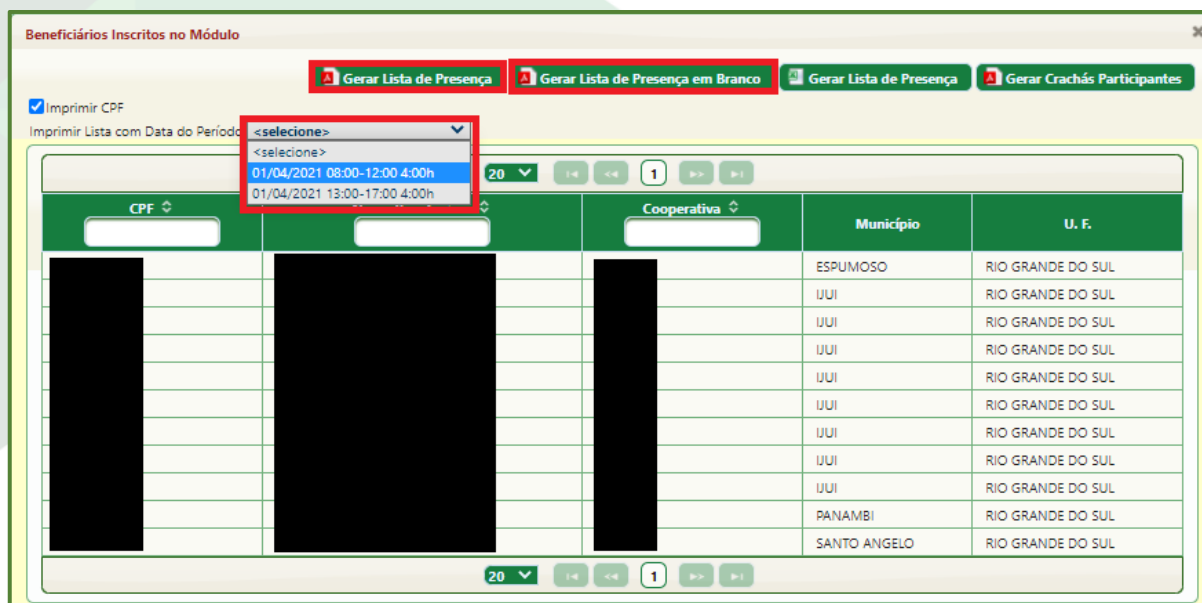 Beneficiários Inscritos no Módulo
Gerar Lista de Presença Gerar Lista de Presença em Branco Gerar Lista de Presença Gerar Crachás Participantes
Imprimir CPF
Imprimir Lista com Data do Período <selecione>
<selecione>
01/04/2021 08:00-12:00 4:00h
01/04/2021 13:00-17:00 4:00h
20 1
CPF Cooperativa Município U. F.
ESPUMOSO RIO GRANDE DO SUL
IJUI RIO GRANDE DO SUL
IJUI RIO GRANDE DO SUL
IJUI RIO GRANDE DO SUL
IJUI RIO GRANDE DO SUL
IJUI RIO GRANDE DO SUL
IJUI RIO GRANDE DO SUL
IJUI RIO GRANDE DO SUL
IJUI RIO GRANDE DO SUL
PANAMBI RIO GRANDE DO SUL
SANTO ANGELO RIO GRANDE DO SUL
20 1